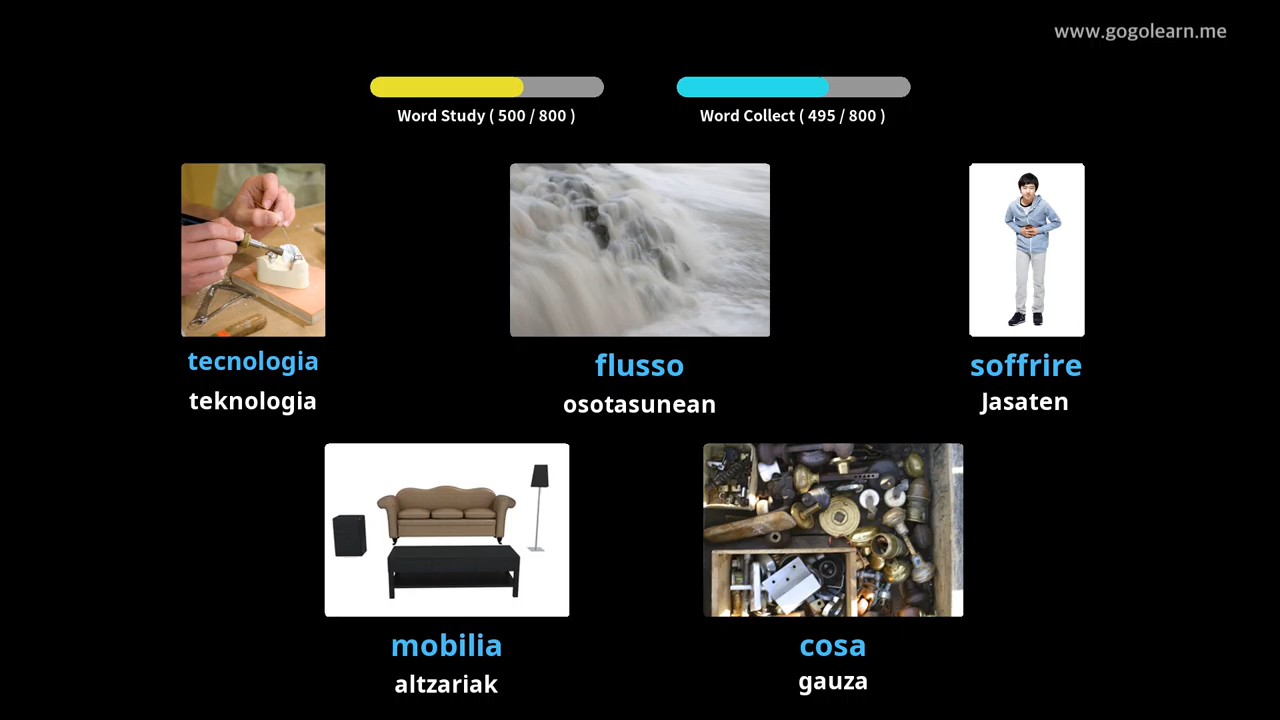 www.gogolearn.me
Word Study ( 500 / 800 )
Word Collect ( 495 / 800 )
tecnologia
teknologia
flusso
osotasunean
soffrire
Jasaten
mobilia
altzariak
cosa
gauza